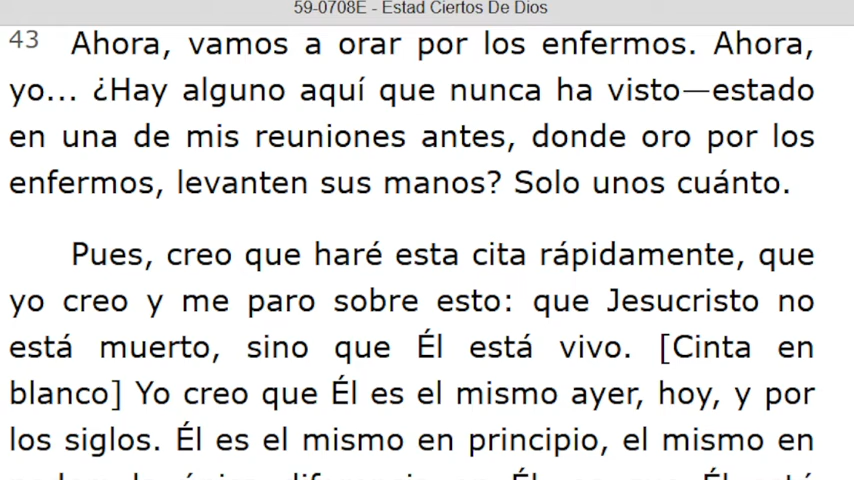 59-0708E - Estad Ciertos De Dios
43 Ahora, vamos a orar por los enfermos. Ahora,
yo... ¿Hay alguno aquí que nunca ha visto—estado
en una de mis reuniones antes, donde oro por los
enfermos, levanten sus manos? Solo unos cuánto.
Pues, creo que haré esta cita rápidamente, que
yo creo y me paro sobre esto: que Jesucristo no
está muerto, sino que Él está vivo. [Cinta en
blanco] Yo creo que Él es el mismo ayer, hoy, y por
los siglos. Él es el mismo en principio, el mismo en